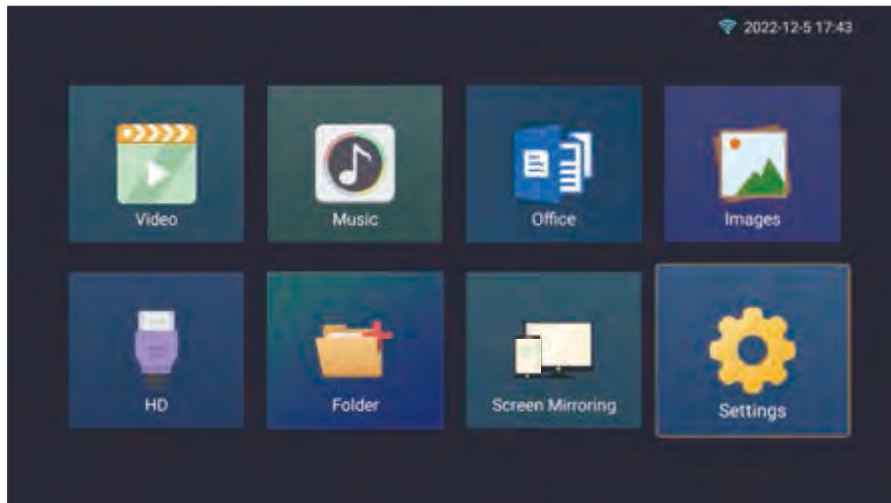 2022-12-5 17:43
Video
Music
Office
Images
HD
Folder
Screen Mirroring
Settings